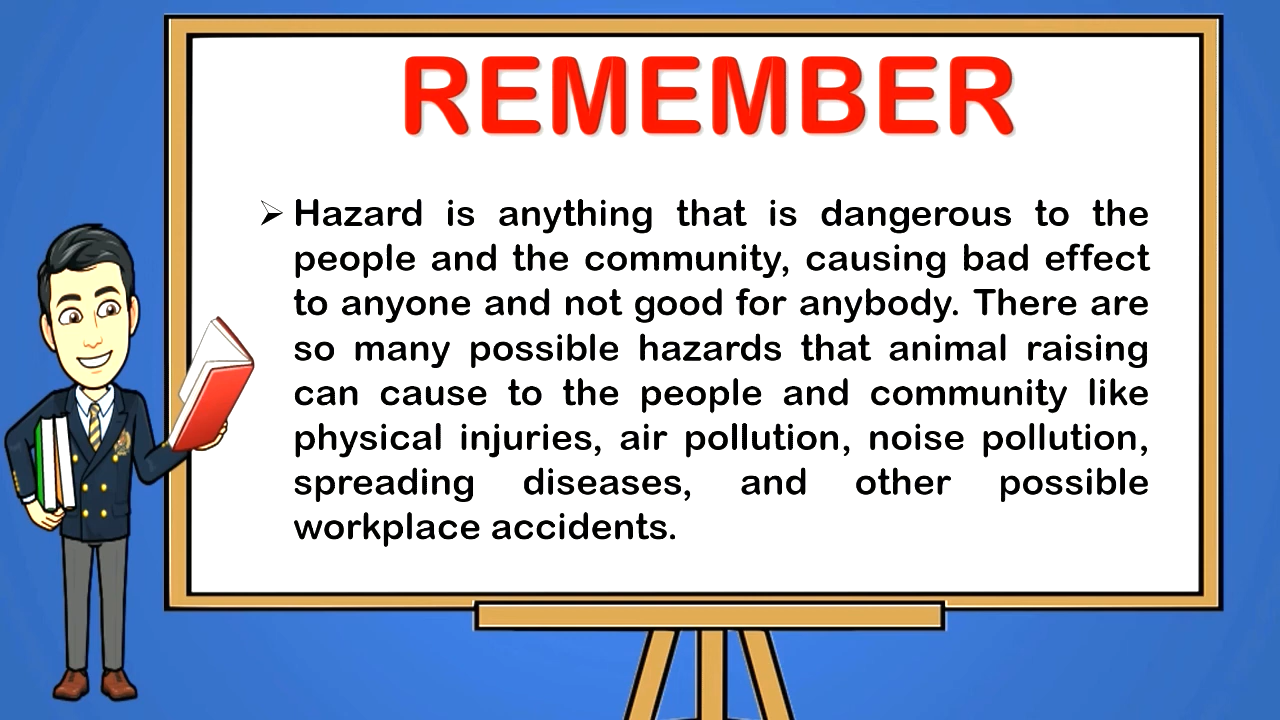 REMEMBER
➢ Hazard is anything that is dangerous to the
people and the community, causing bad effect
to anyone and not good for anybody. There are
so many possible hazards that animal raising
can cause to the people and community like
physical injuries, air pollution, noise pollution,
spreading diseases, and other possible
workplace accidents.